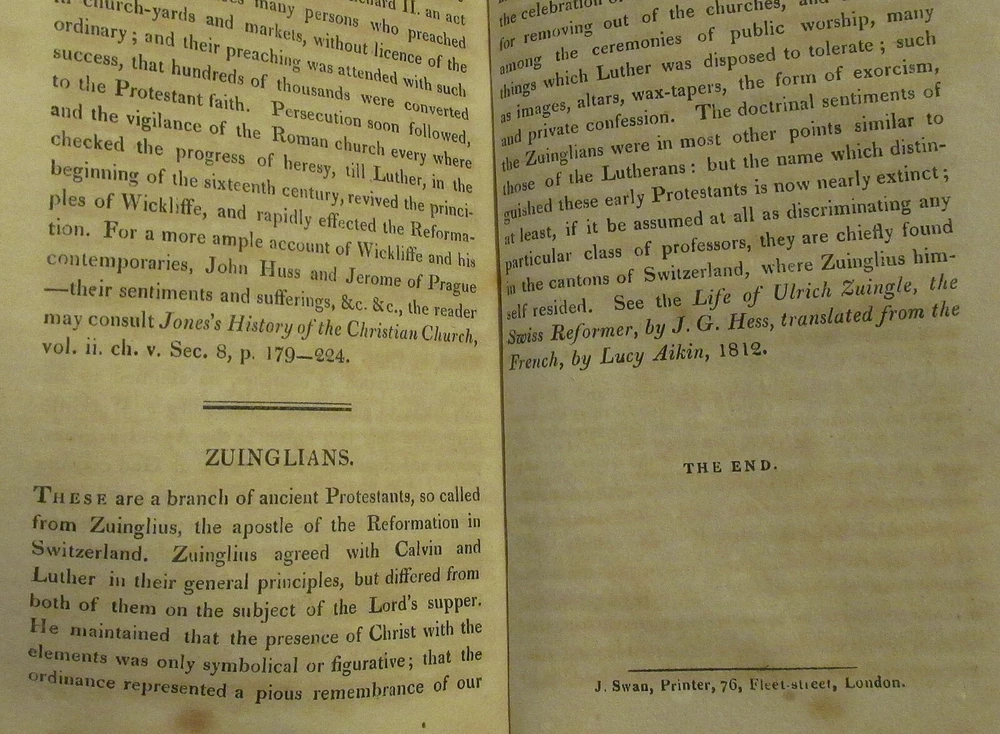 many persons who preached
in church-yards and markets, without licence of the
ordinary; and their preaching was attended with such
success, that hundreds of thousands were converted
to the Protestant faith. Persecution soon followed,
and the vigilance of the Roman church every where
checked the progress of heresy, till Luther, in the
beginning of the sixteenth century, revived the princi-
ples of Wickliffe, and rapidly effected the Reforma-
tion. For a more ample account of Wickliffe and his
contemporaries, John Huss and Jerome of Prague
—their sentiments and sufferings, &c. &c., the reader
may consult Jones's History of the Christian Church,
vol. ii. ch. v. Sec. 8, p. 179—224.
ZUINGLIANS.
THESE are a branch of ancient Protestants, so called
from Zuinglius, the apostle of the Reformation in
Switzerland. Zuinglius agreed with Calvin and
Luther in their general principles, but differed from
both of them on the subject of the Lord's supper.
He maintained that the presence of Christ with the
elements was only symbolical or figurative; that the
ordinance represented a pious remembrance of our
the celebration
for removing out of the churches, and
among the ceremonies of public worship, many
things which Luther was disposed to tolerate; such
as images, altars, wax-tapers, the form of exorcism,
and private confession. The doctrinal sentiments of
the Zuinglians were in most other points similar to
those of the Lutherans: but the name which distin-
guished these early Protestants is now nearly extinct;
at least, if it be assumed at all as discriminating any
particular class of professors, they are chiefly found
in the cantons of Switzerland, where Zuinglius him-
self resided. See the Life of Ulrich Zuingle, the
Swiss Reformer, by J. G. Hess, translated from the
French, by Lucy Aikin, 1812.
THE END.
J. Swan, Printer, 76, Fleet-street, London.